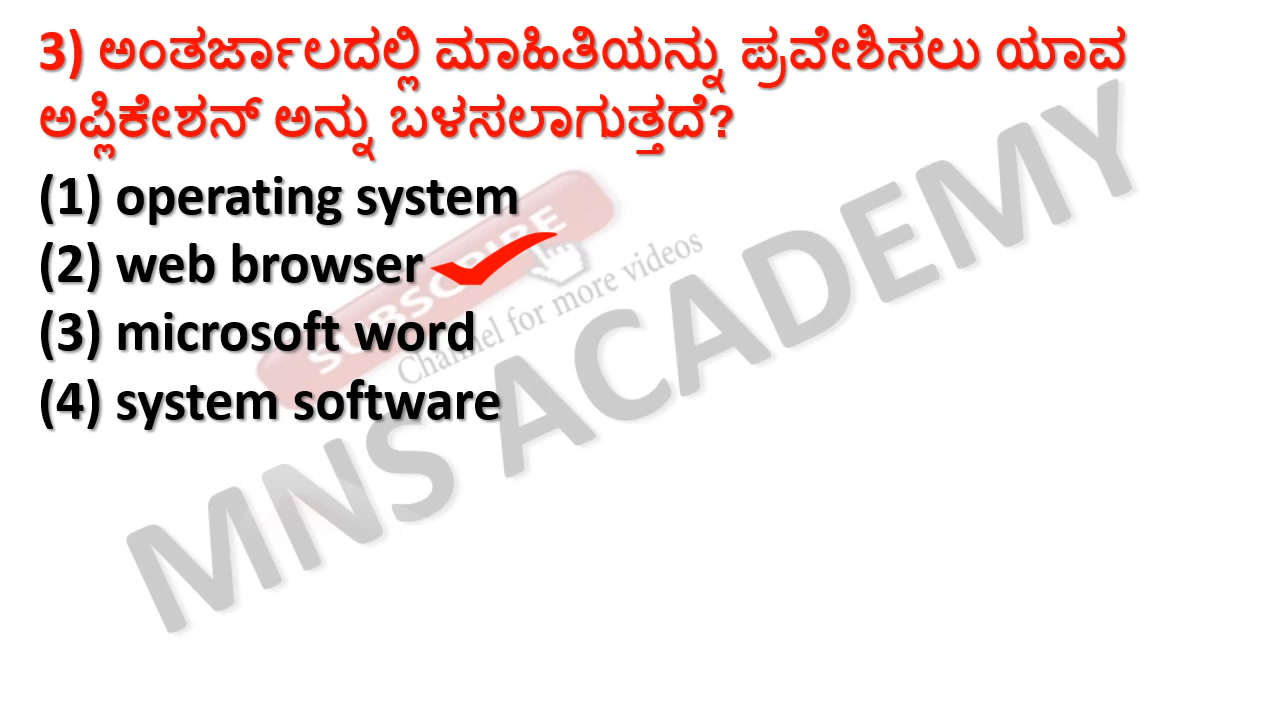 3) ಅಂತರ್ಜಾಲದಲ್ಲಿ ಮಾಹಿತಿಯನ್ನು ಪ್ರವೇಶಿಸಲು ಯಾವ
ಅಪ್ಲಿಕೇಶನ್ ಅನ್ನು ಬಳಸಲಾಗುತ್ತದೆ?
(1) operating system
(2) web browser
(3) microsoft word
(4) system software
SUBSCRIBE
Channel for more videos
MNS ACADEMY